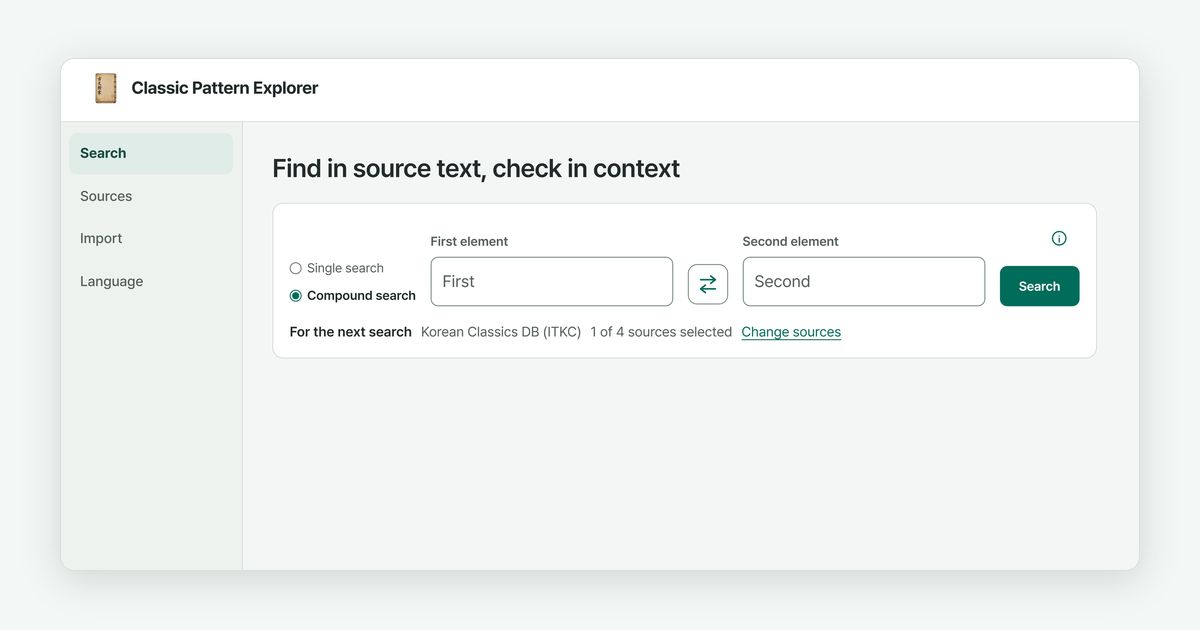 Classic Pattern Explorer
Search
Sources
Import
Language
Find in source text, check in context
Single search
Compound search
First element
First
Second element
Second
Search
For the next search Korean Classics DB (ITKC) 1 of 4 sources selected Change sources